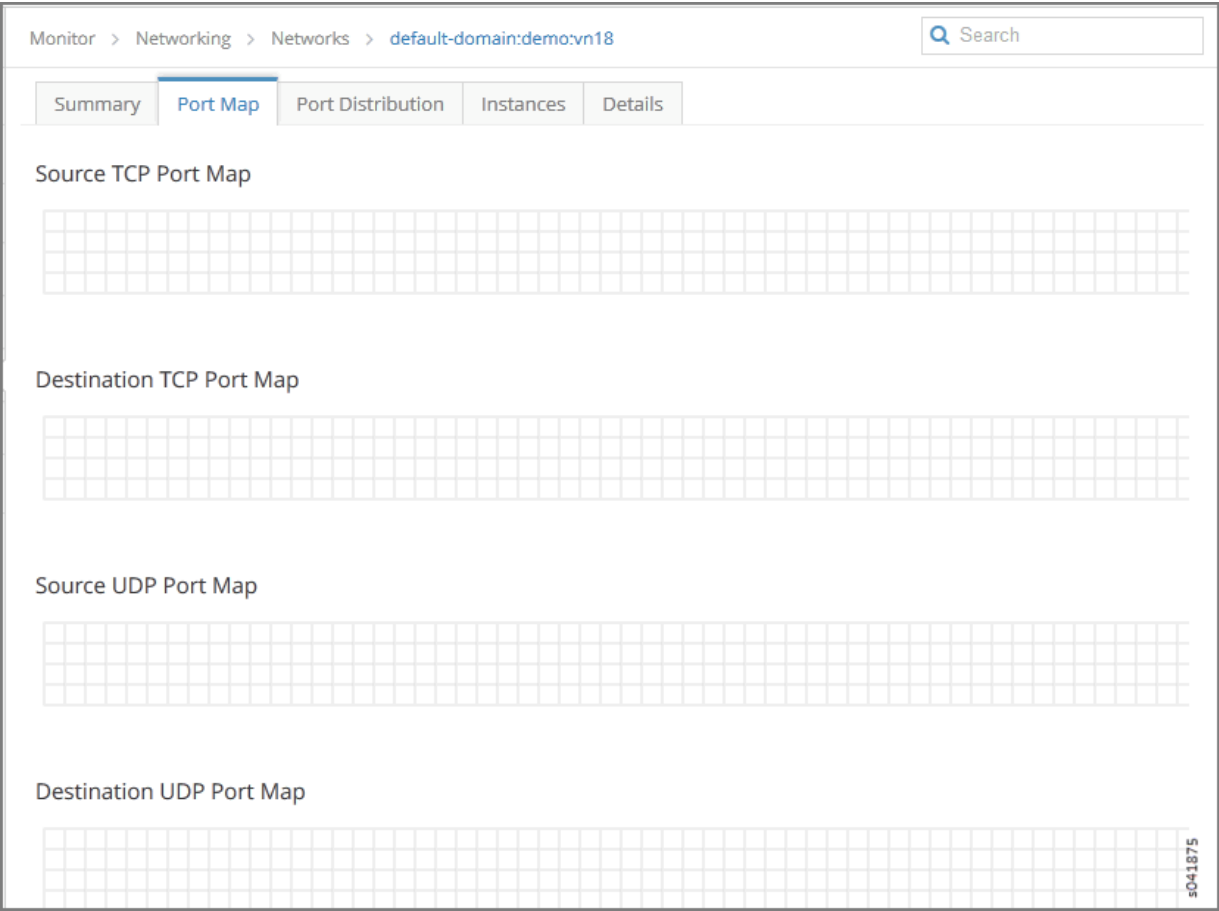 Monitor > Networking > Networks > default-domain:demo:vn18 Search
Summary Port Map Port Distribution Instances Details
Source TCP Port Map
Destination TCP Port Map
Source UDP Port Map
Destination UDP Port Map
s041875